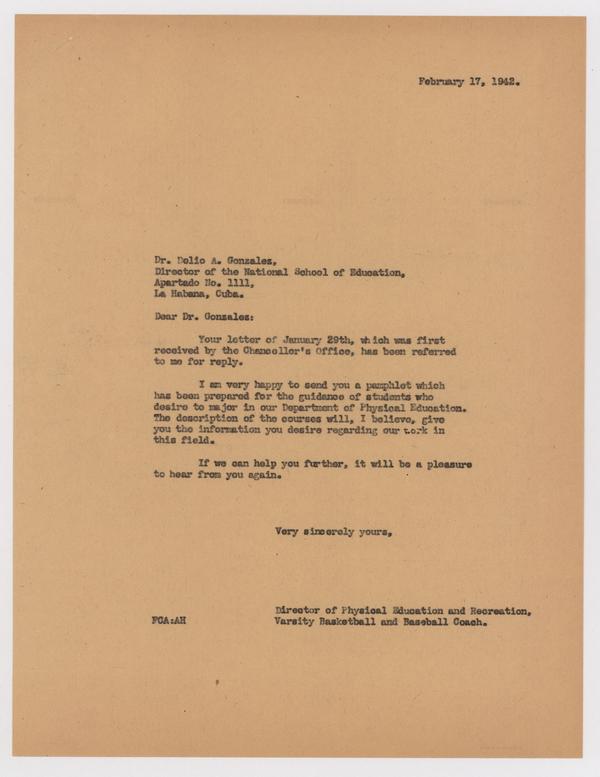 February 17, 1942.
Dr. Delio A. Gonzales,
Director of the National School of Education,
Apartado No. 1111,
La Habana, Cuba.
Dear Dr. Gonzalez:
Your letter of January 29th, which was first
received by the Chancellor's Office, has been referred
to me for reply.
I am very happy to send you a pamphlet which
has been prepared for the guidance of students who
desire to major in our Department of Physical Education.
The description of the courses will, I believe, give
you the information you desire regarding our work in
this field.
If we can help you further, it will be a pleasure
to hear from you again.
Very sincerely yours,
Director of Physical Education and Recreation,
FCA:AH Varsity Basketball and Baseball Coach.